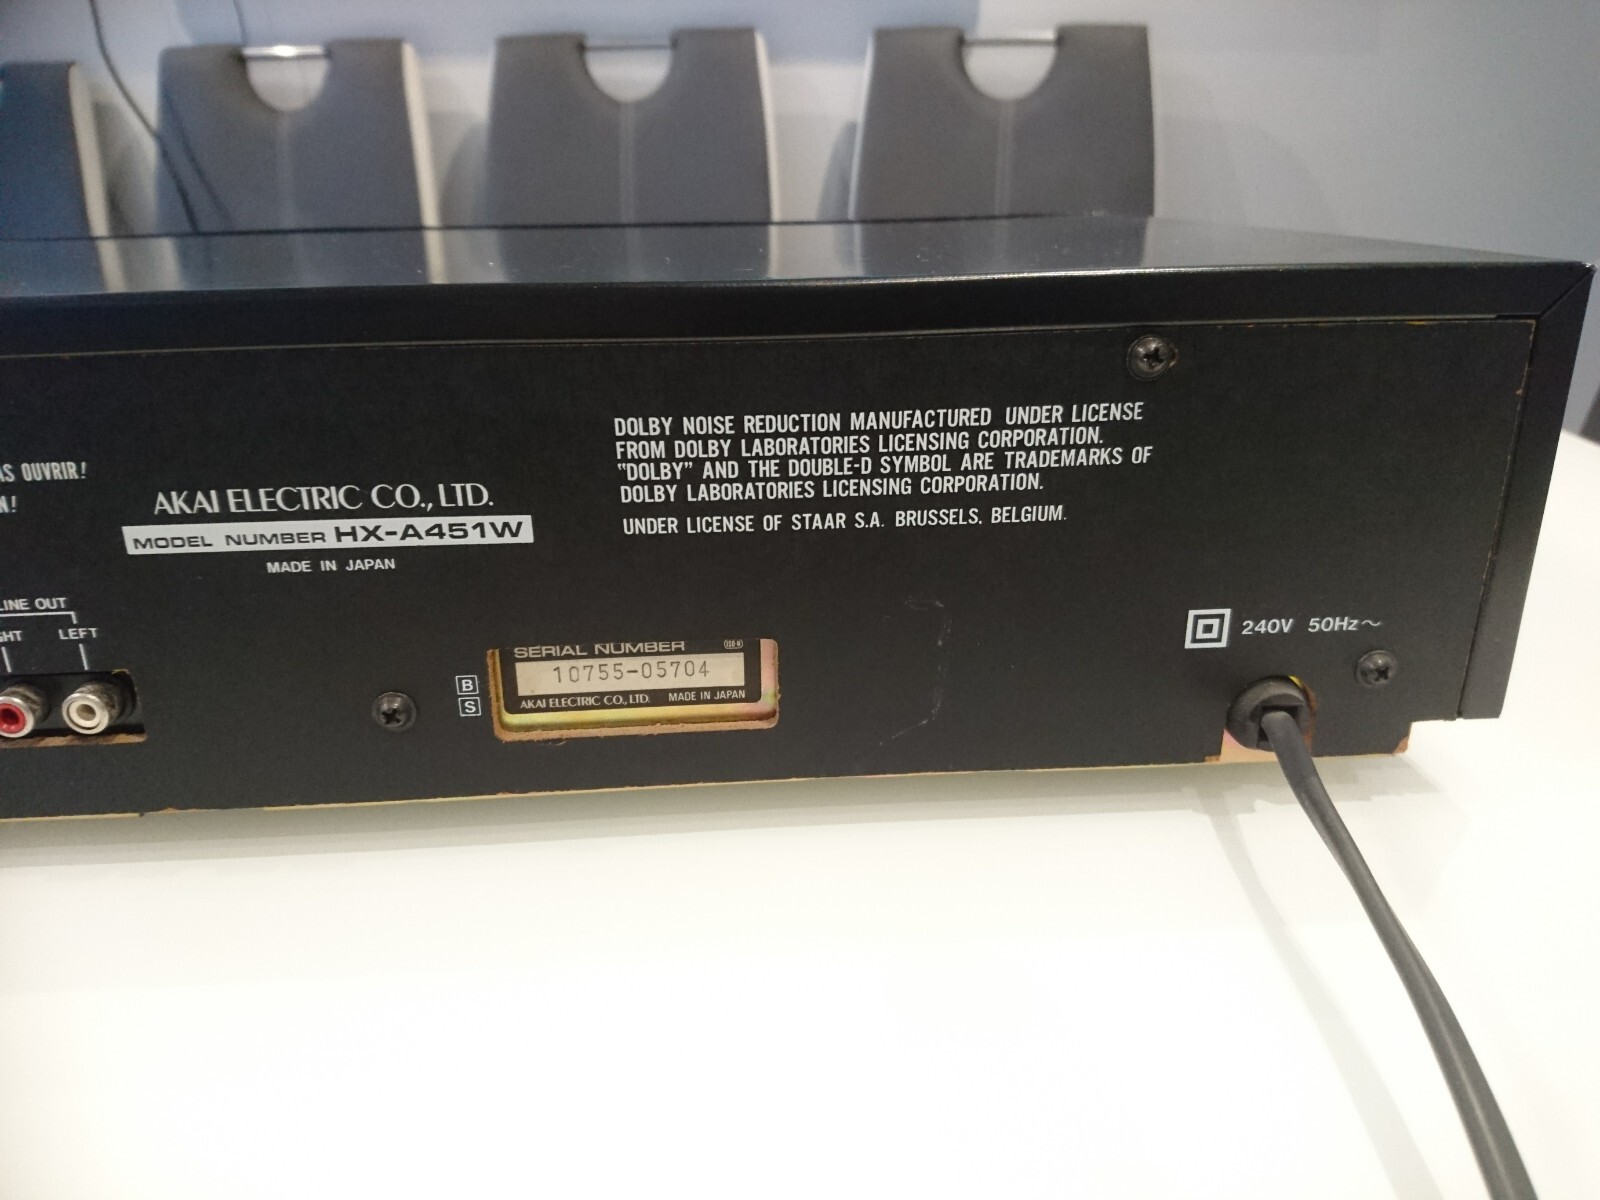 DOLBY NOISE REDUCTION MANUFACTURED UNDER LICENSE
FROM DOLBY LABORATORIES LICENSING CORPORATION.
"DOLBY" AND THE DOUBLE-D SYMBOL ARE TRADEMARKS OF
DOLBY LABORATORIES LICENSING CORPORATION.
UNDER LICENSE OF STAAR S.A. BRUSSELS, BELGIUM.
OUVRIR!
AKAI ELECTRIC CO., LTD.
MODEL NUMBER HX-A451W
MADE IN JAPAN
LINE OUT
LEFT
B
S
SERIAL NUMBER
10755-05704
AKAI ELECTRIC CO., LTD. MADE IN JAPAN
240V 50Hz~